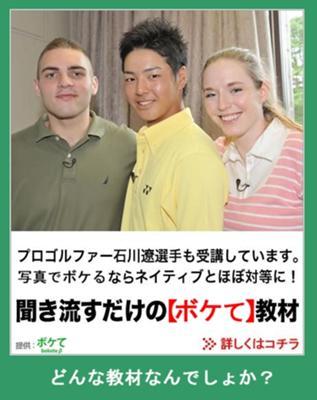 プロゴルファー石川遼選手も受講しています。
写真でボケるならネイティブとほぼ対等に！
聞き流すだけの【ボケて】教材
提供：ボケて
bokete β
詳しくはコチラ
どんな教材なんでしょか？